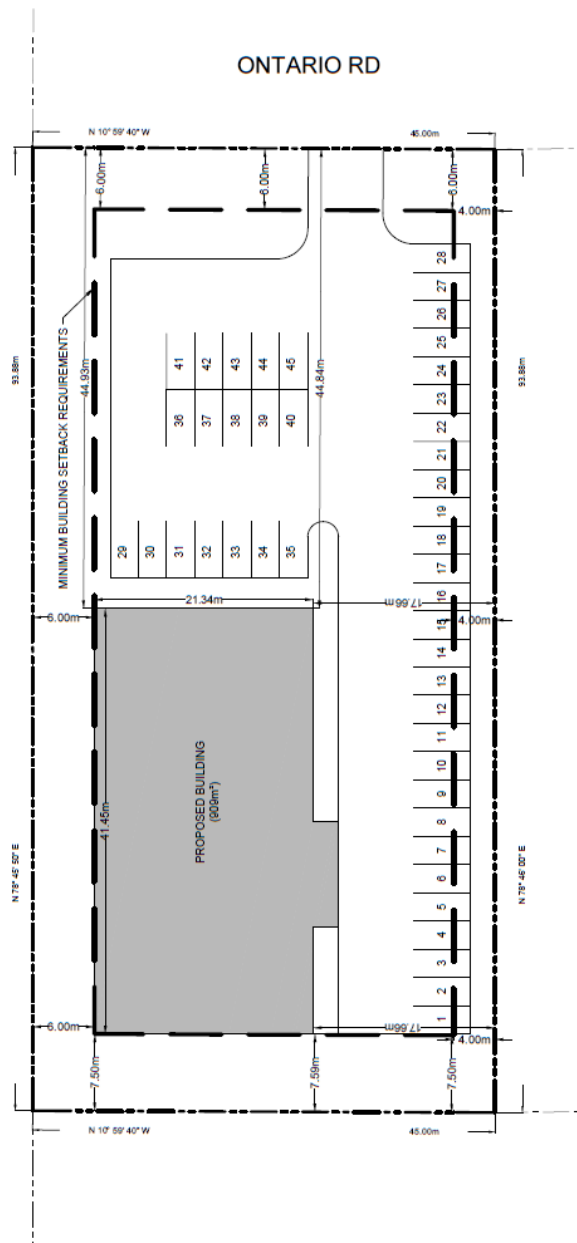 ONTARIO RD
N 10° 59' 40" W
45.00m
6.00m
6.00m
6.00m
4.00m
MINIMUM BUILDING SETBACK REQUIREMENTS
93.88m
44.93m
44.84m
93.88m
28
27
26
25
24
23
22
21
20
19
18
17
16
15
14
13
12
11
10
9
8
7
6
5
4
3
2
1
41
42
43
44
45
36
37
38
39
40
29
30
31
32
33
34
35
21.34m
17.66m
6.00m
4.00m
PROPOSED BUILDING
(909m²)
41.45m
N 78° 45' 50" E
N 78° 46' 00" E
6.00m
17.66m
4.00m
7.50m
7.59m
7.50m
N 10° 59' 40" W
45.00m